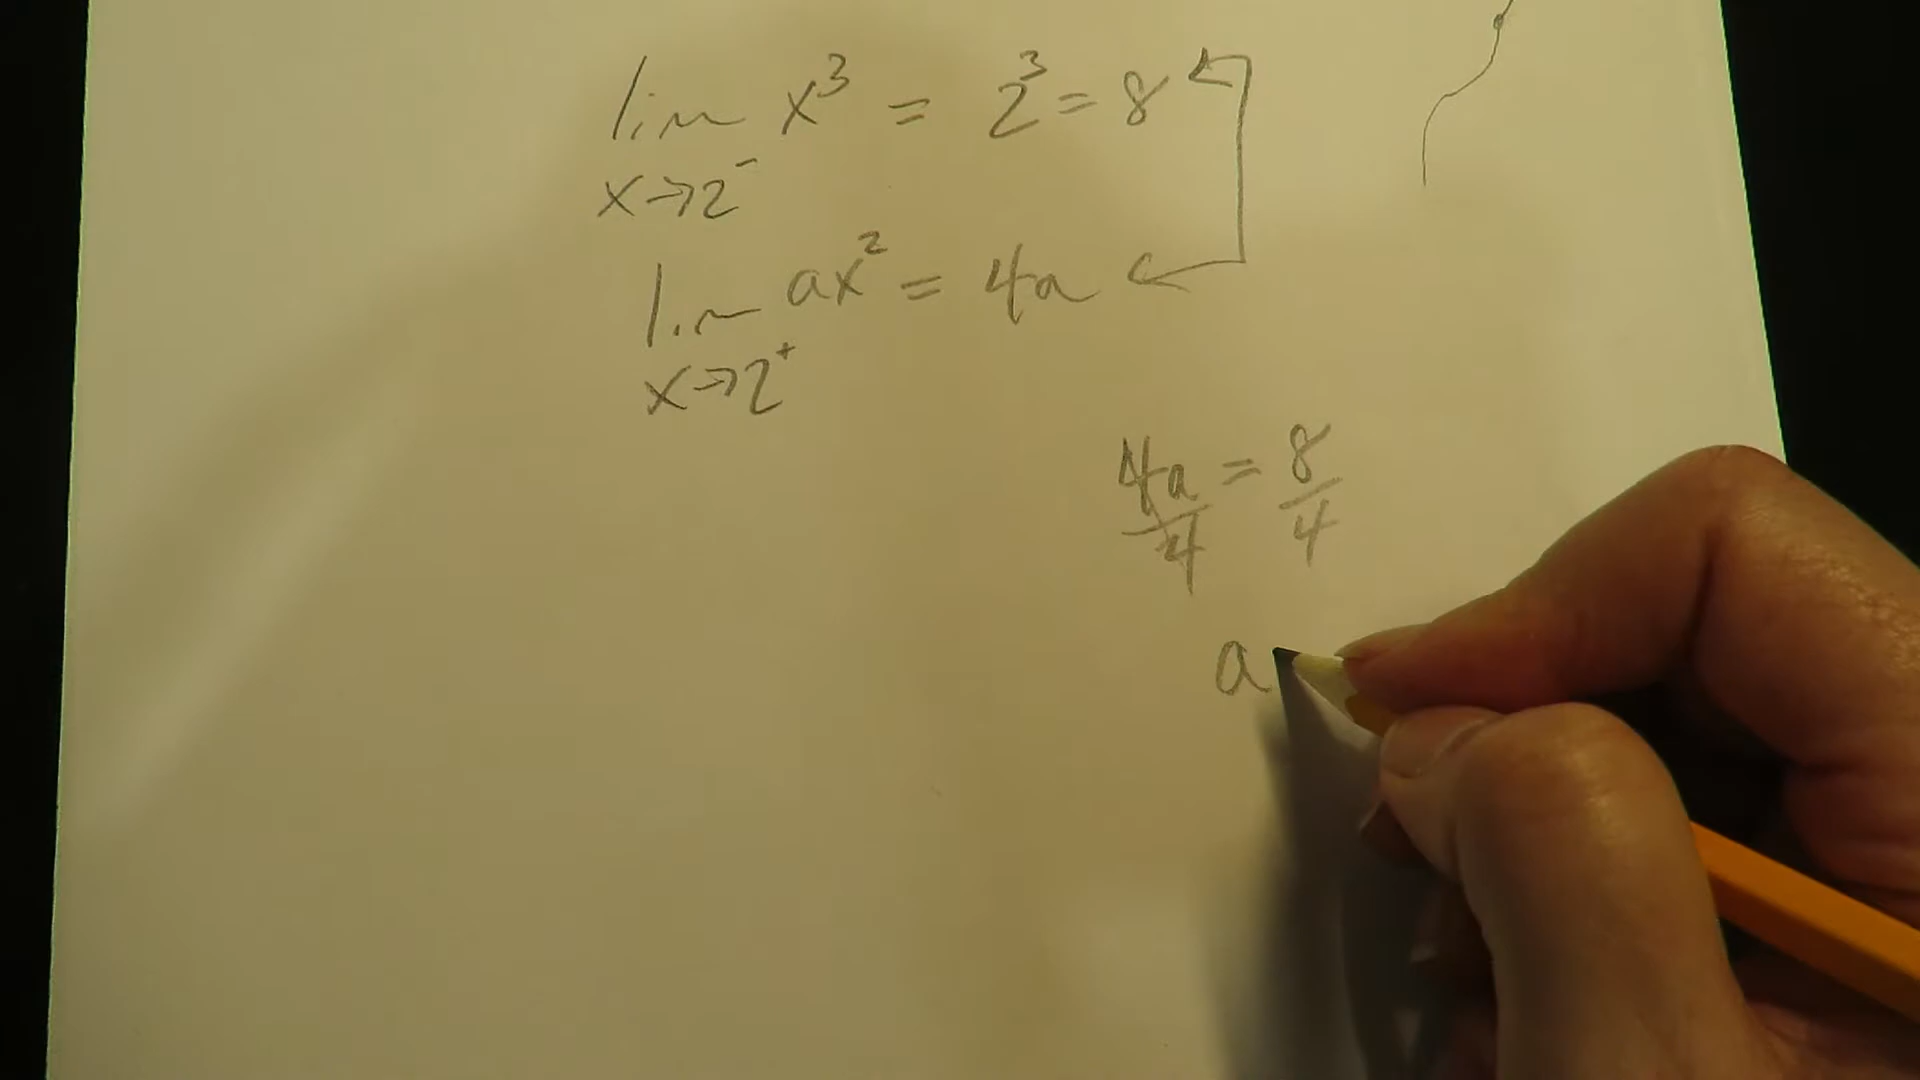 lim x³ = 2³ = 8
x→2⁻
lim ax² = 4a
x→2⁺
4a = 8
4 4
a